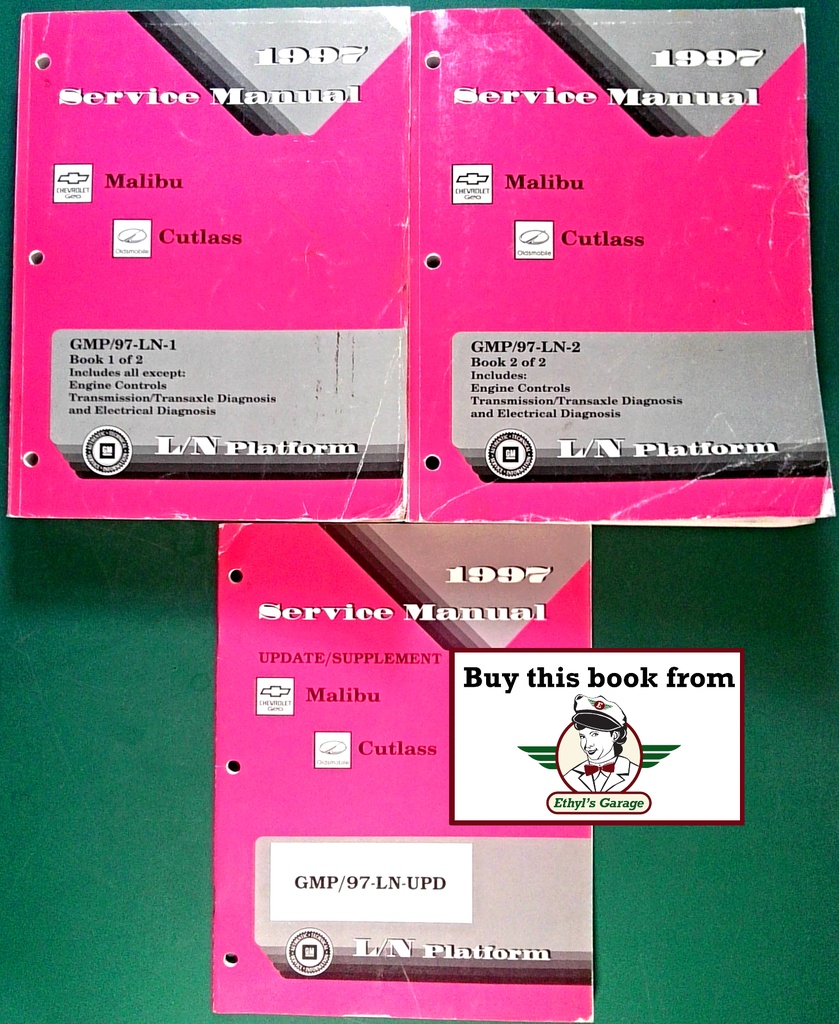 1997
Service Manual
CHEVROLET
Geo
Malibu
Oldsmobile
Cutlass
GMP/97-LN-1
Book 1 of 2
Includes all except:
Engine Controls
Transmission/Transaxle Diagnosis
and Electrical Diagnosis
GM
L/N Platform
1997
Service Manual
CHEVROLET
Geo
Malibu
Oldsmobile
Cutlass
GMP/97-LN-2
Book 2 of 2
Includes:
Engine Controls
Transmission/Transaxle Diagnosis
and Electrical Diagnosis
GM
L/N Platform
1997
Service Manual
UPDATE/SUPPLEMENT
CHEVROLET
Geo
Malibu
Oldsmobile
Cutlass
GMP/97-LN-UPD
GM
L/N Platform
Buy this book from
E
Ethyl's Garage